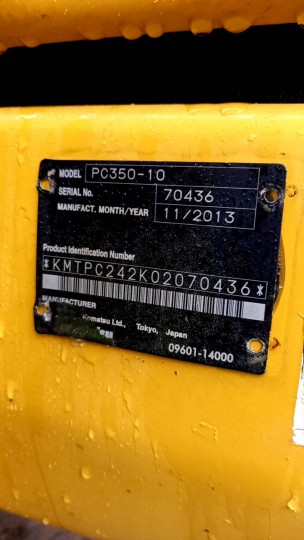 MODEL PC350-10
SERIAL No. 70436
MANUFACT. MONTH/YEAR 11/2013
Product Identification Number
*KMTPC242K02070436*
MANUFACTURER
Komatsu Ltd., Tokyo, Japan
09601-14000